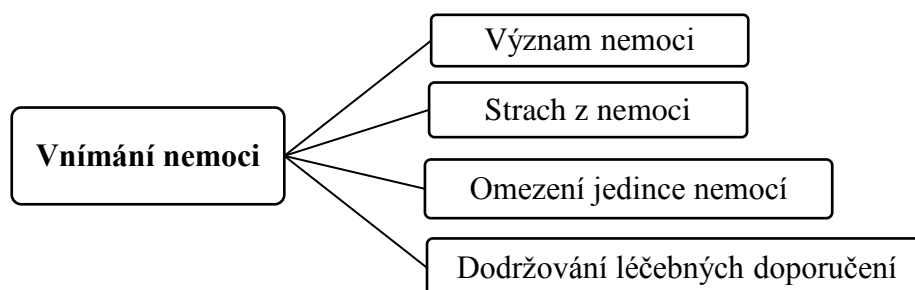 Význam nemoci
Strach z nemoci
Vnímání nemoci
Omezení jedince nemocí
Dodržování léčebných doporučení